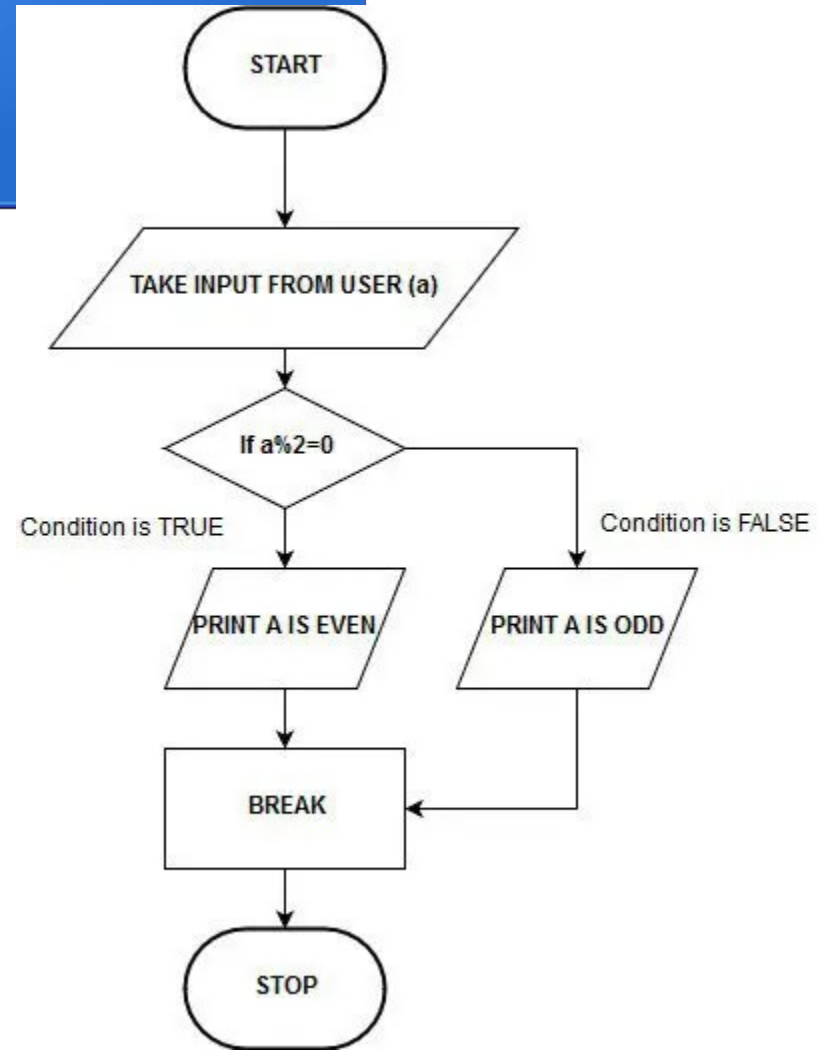 START
TAKE INPUT FROM USER (a)
If a%2=0
Condition is TRUE
Condition is FALSE
PRINT A IS EVEN
PRINT A IS ODD
BREAK
STOP